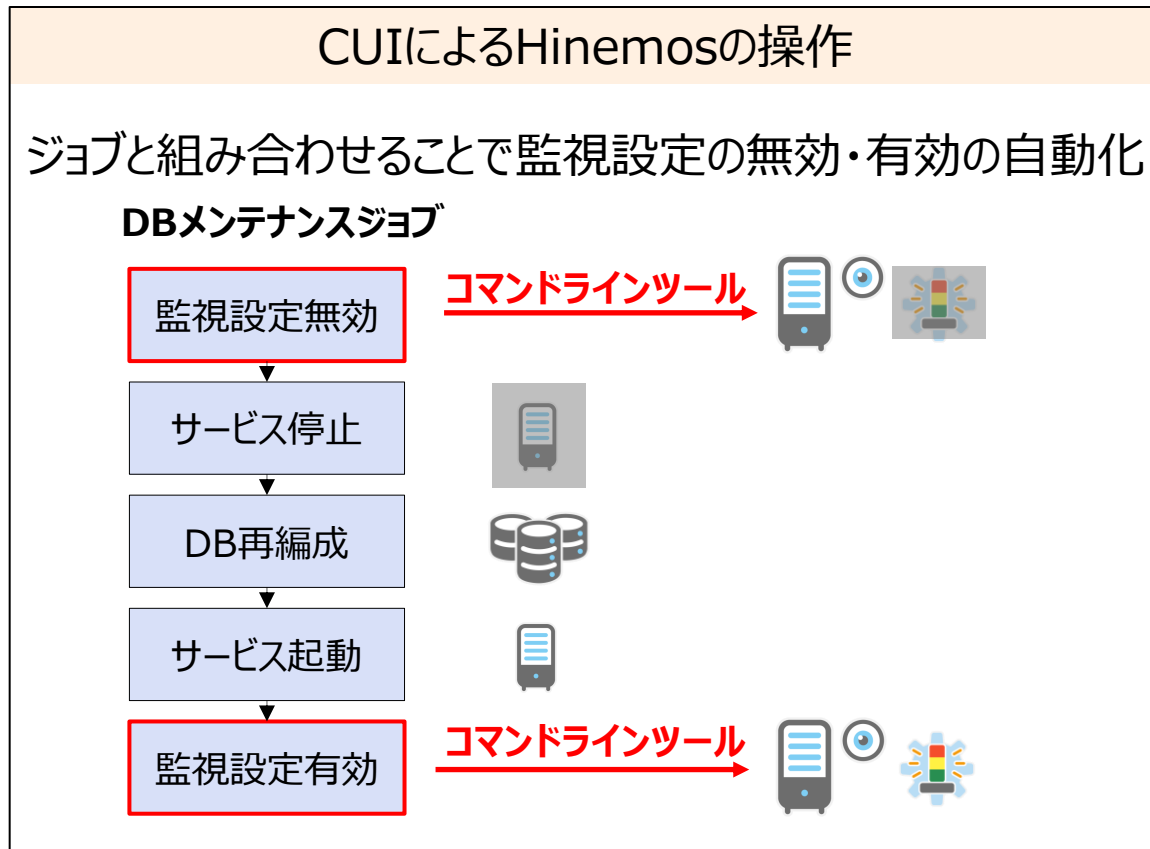 CUIによるHinemosの操作
ジョブと組み合わせることで監視設定の無効・有効の自動化
DBメンテナンスジョブ
監視設定無効
コマンドラインツール
サービス停止
DB再編成
サービス起動
監視設定有効
コマンドラインツール